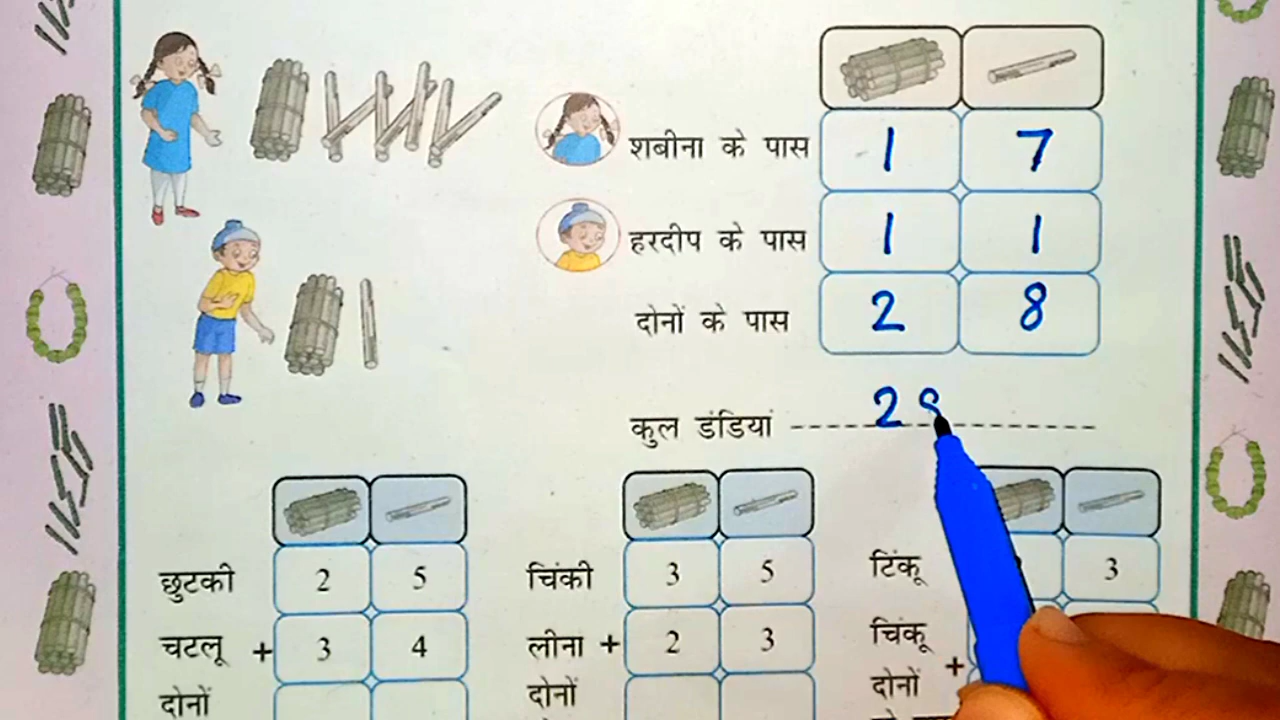 शबीना के पास 1 7
हरदीप के पास 1 1
दोनों के पास 2 8
कुल डंडियां 2
छुटकी 2 5
चटलू + 3 4
दोनों
चिंकी 3 5
लीना + 2 3
दोनों
टिंकू 3
चिंकू +
दोनों